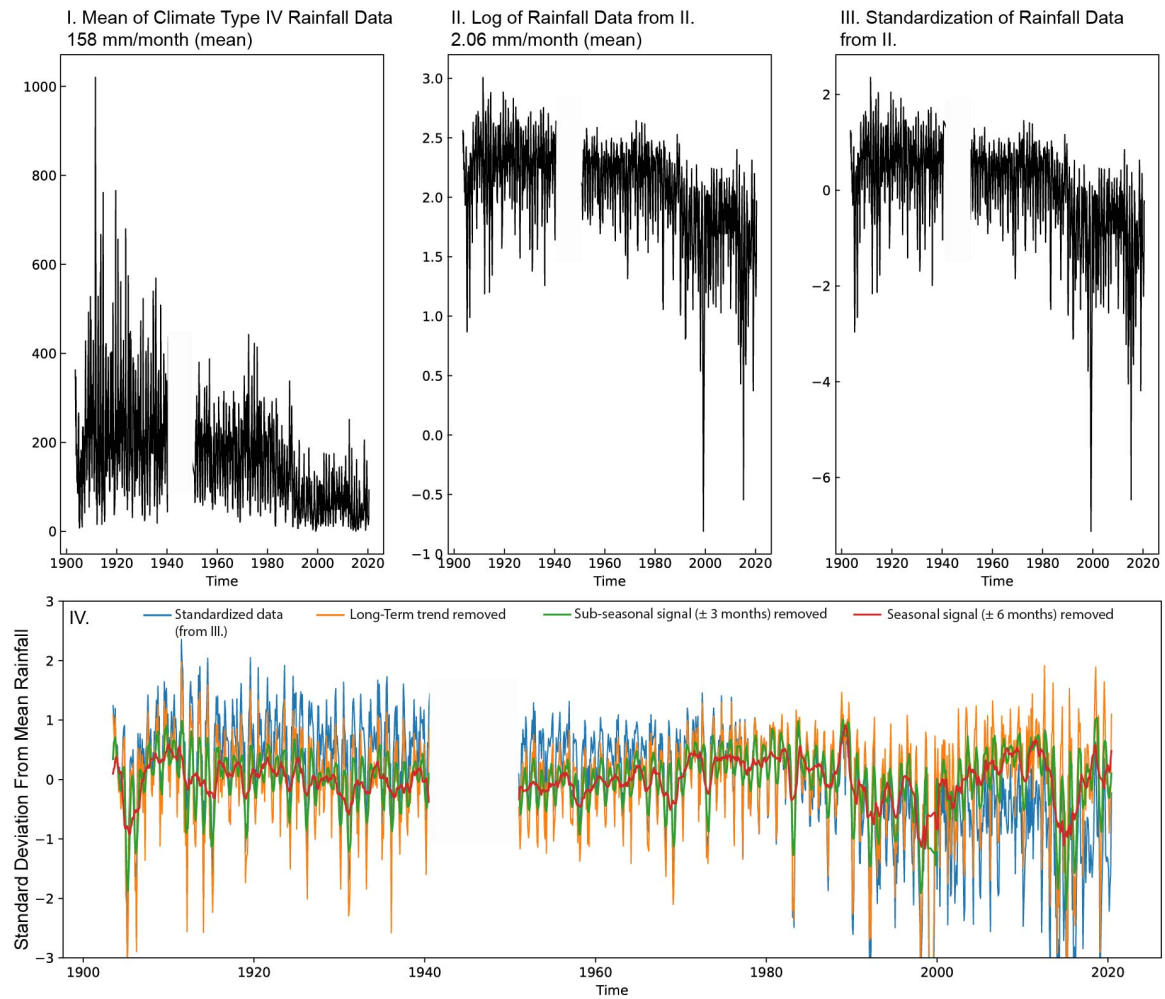 I. Mean of Climate Type IV Rainfall Data
158 mm/month (mean)
II. Log of Rainfall Data from II.
2.06 mm/month (mean)
III. Standardization of Rainfall Data
from II.
1000
800
600
400
200
0
1900 1920 1940 1960 1980 2000 2020
Time
3.0
2.5
2.0
1.5
1.0
0.5
0.0
−0.5
−1 0
1900 1920 1940 1960 1980 2000 2020
Time
2
0
−2
−4
−6
1900 1920 1940 1960 1980 2000 2020
Time
IV.
Standardized data
(from III.)
Long-Term trend removed
Sub-seasonal signal (± 3 months) removed
Seasonal signal (± 6 months) removed
Standard Deviation From Mean Rainfall
3
2
1
0
−1
−2
−3
1900 1920 1940 1960 1980 2000 2020
Time